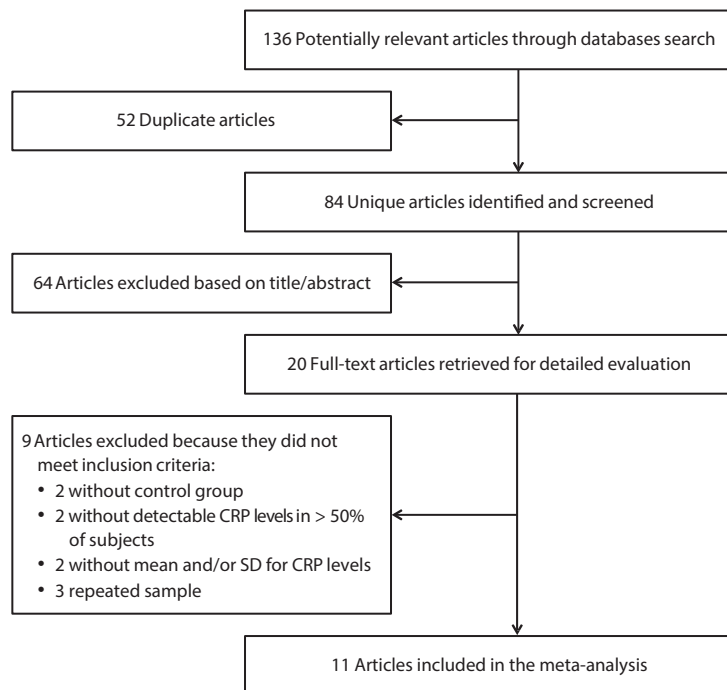 136 Potentially relevant articles through databases search
52 Duplicate articles
84 Unique articles identified and screened
64 Articles excluded based on title/abstract
20 Full-text articles retrieved for detailed evaluation
9 Articles excluded because they did not
meet inclusion criteria:
• 2 without control group
• 2 without detectable CRP levels in > 50%
of subjects
• 2 without mean and/or SD for CRP levels
• 3 repeated sample
11 Articles included in the meta-analysis